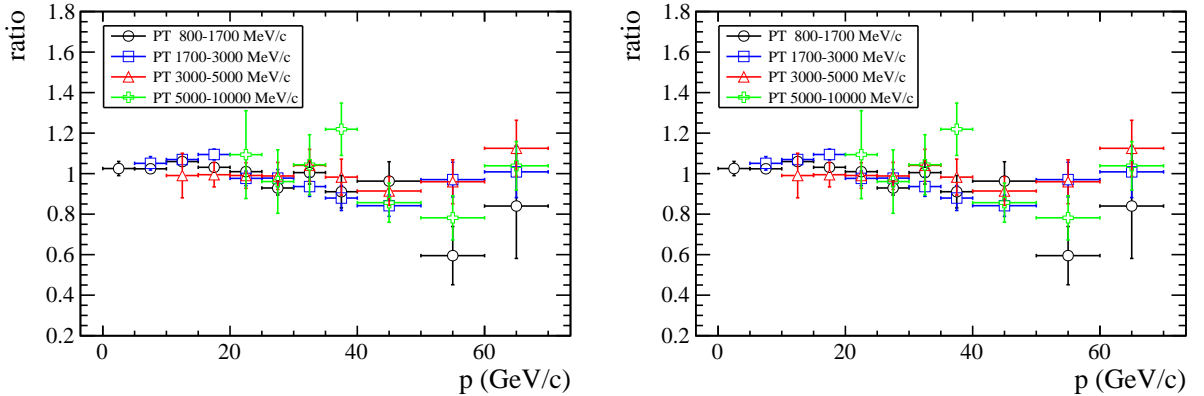 ratio
1.8
1.6
1.4
1.2
1
0.8
0.6
0.4
0.2
PT  800-1700 MeV/c
PT 1700-3000 MeV/c
PT 3000-5000 MeV/c
PT 5000-10000 MeV/c
0 20 40 60
p (GeV/c)
ratio
1.8
1.6
1.4
1.2
1
0.8
0.6
0.4
0.2
PT  800-1700 MeV/c
PT 1700-3000 MeV/c
PT 3000-5000 MeV/c
PT 5000-10000 MeV/c
0 20 40 60
p (GeV/c)